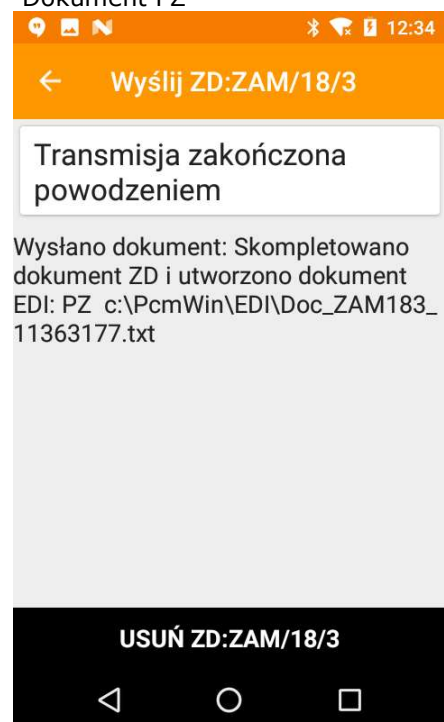 Dokument PZ
12:34
Wyślij ZD:ZAM/18/3
Transmisja zakończona
powodzeniem
Wysłano dokument: Skompletowano
dokument ZD i utworzono dokument
EDI: PZ c:\PcmWin\EDI\Doc_ZAM183_
11363177.txt
USUŃ ZD:ZAM/18/3